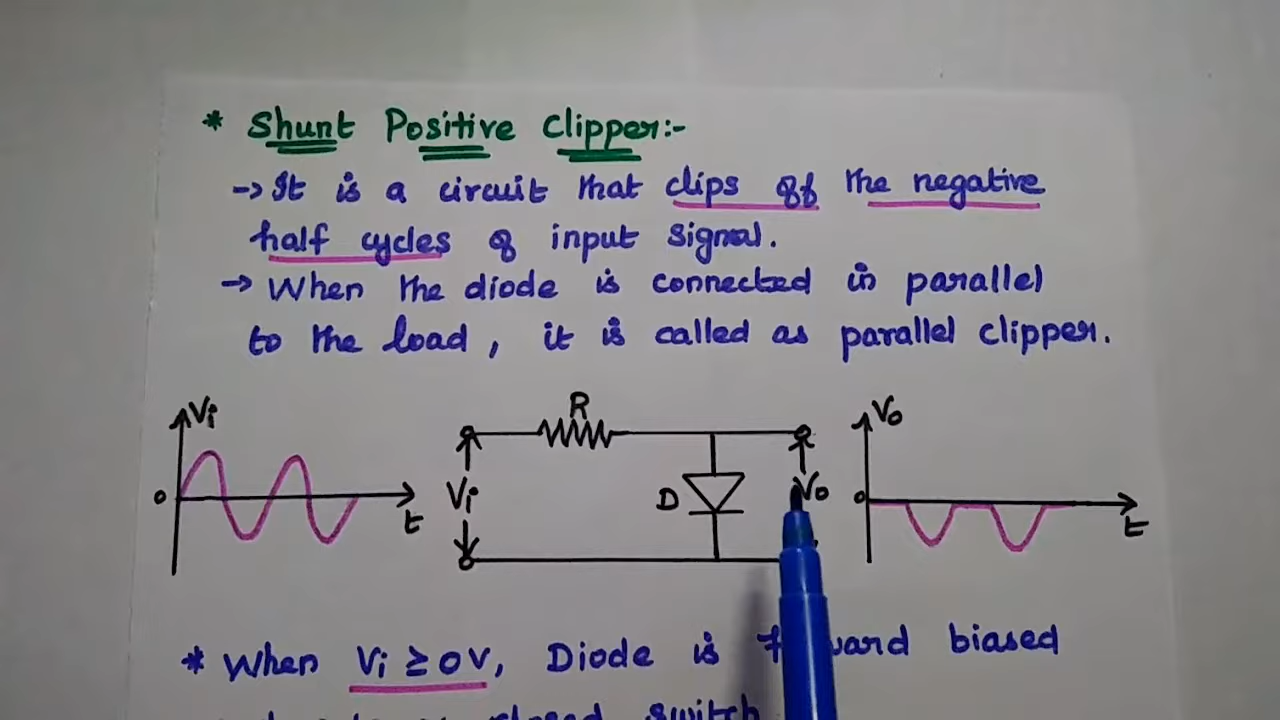 * Shunt Positive Clipper:-
-> It is a circuit that clips off the negative
half cycles of input signal.
-> When the diode is connected in parallel
to the load, it is called as parallel clipper.
Vi
0
t
R
Vi
D
Vo
Vo
0
t
* When Vi ≥ 0V, Diode is biased
closed switch